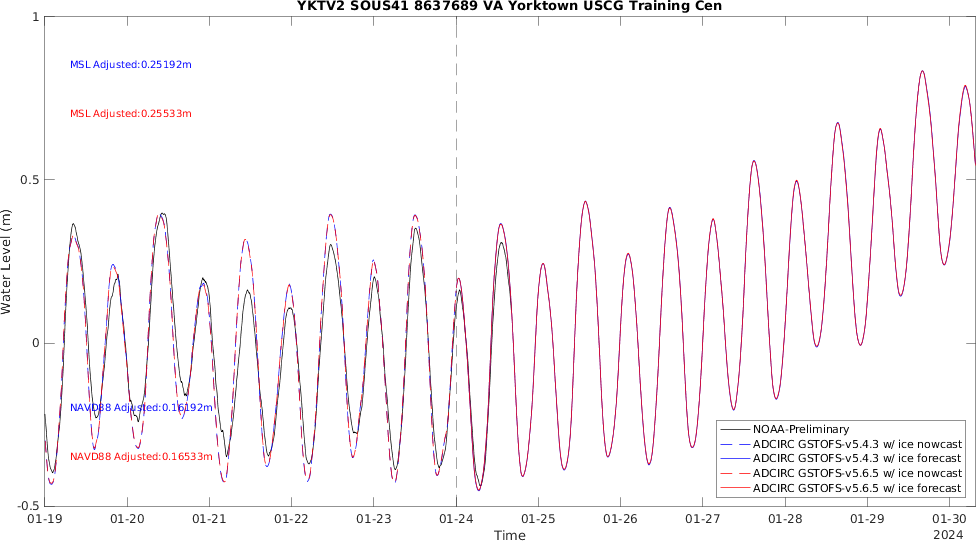 YKTV2 SOUS41 8637689 VA Yorktown USCG Training Cen
1
MSL Adjusted:0.25192m
MSL Adjusted:0.25533m
0.5
Water Level (m)
0
NAVD88 Adjusted:0.16192m
NAVD88 Adjusted:0.16533m
NOAA-Preliminary
ADCIRC GSTOFS-v5.4.3 w/ ice nowcast
ADCIRC GSTOFS-v5.4.3 w/ ice forecast
ADCIRC GSTOFS-v5.6.5 w/ ice nowcast
ADCIRC GSTOFS-v5.6.5 w/ ice forecast
-0.5
01-19 01-20 01-21 01-22 01-23 01-24 01-25 01-26 01-27 01-28 01-29 01-30
Time
2024